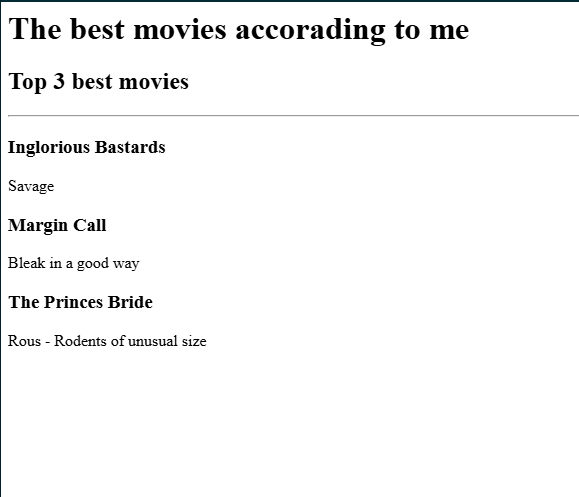 The best movies accorading to me
Top 3 best movies
Inglorious Bastards
Savage
Margin Call
Bleak in a good way
The Princes Bride
Rous - Rodents of unusual size